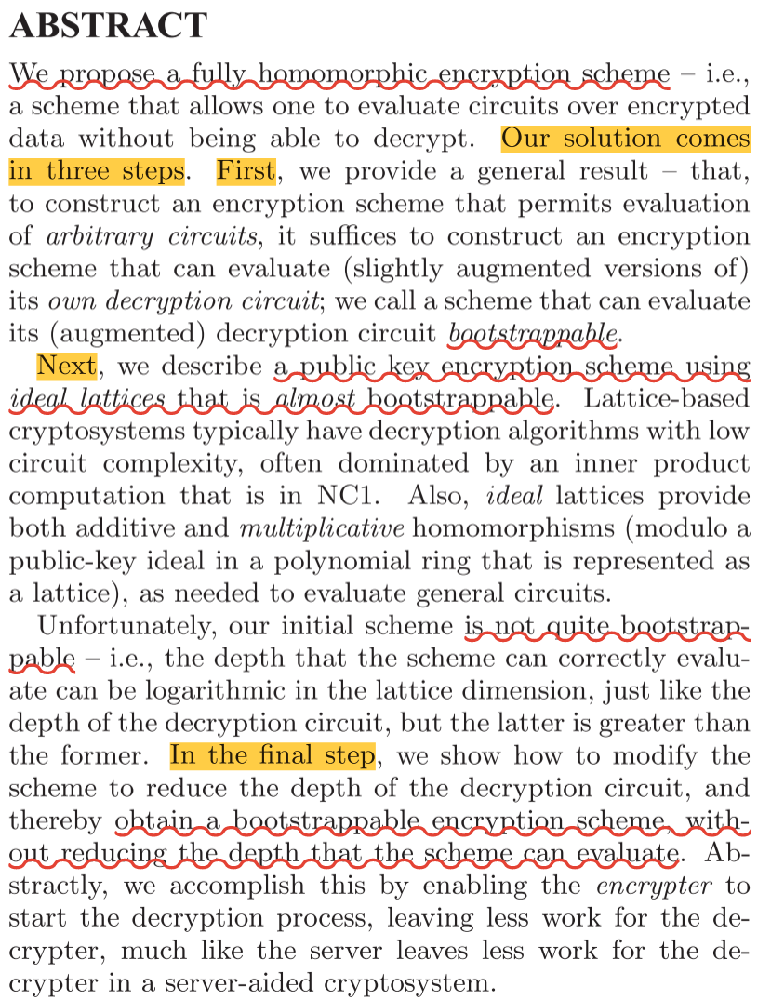 ABSTRACT
We propose a fully homomorphic encryption scheme – i.e.,
a scheme that allows one to evaluate circuits over encrypted
data without being able to decrypt. Our solution comes
in three steps. First, we provide a general result – that,
to construct an encryption scheme that permits evaluation
of arbitrary circuits, it suffices to construct an encryption
scheme that can evaluate (slightly augmented versions of)
its own decryption circuit; we call a scheme that can evaluate
its (augmented) decryption circuit bootstrappable.
Next, we describe a public key encryption scheme using
ideal lattices that is almost bootstrappable. Lattice-based
cryptosystems typically have decryption algorithms with low
circuit complexity, often dominated by an inner product
computation that is in NC1. Also, ideal lattices provide
both additive and multiplicative homomorphisms (modulo a
public-key ideal in a polynomial ring that is represented as
a lattice), as needed to evaluate general circuits.
Unfortunately, our initial scheme is not quite bootstrap-
pable – i.e., the depth that the scheme can correctly evalu-
ate can be logarithmic in the lattice dimension, just like the
depth of the decryption circuit, but the latter is greater than
the former. In the final step, we show how to modify the
scheme to reduce the depth of the decryption circuit, and
thereby obtain a bootstrappable encryption scheme, with-
out reducing the depth that the scheme can evaluate. Ab-
stractly, we accomplish this by enabling the encrypter to
start the decryption process, leaving less work for the de-
crypter, much like the server leaves less work for the de-
crypter in a server-aided cryptosystem.